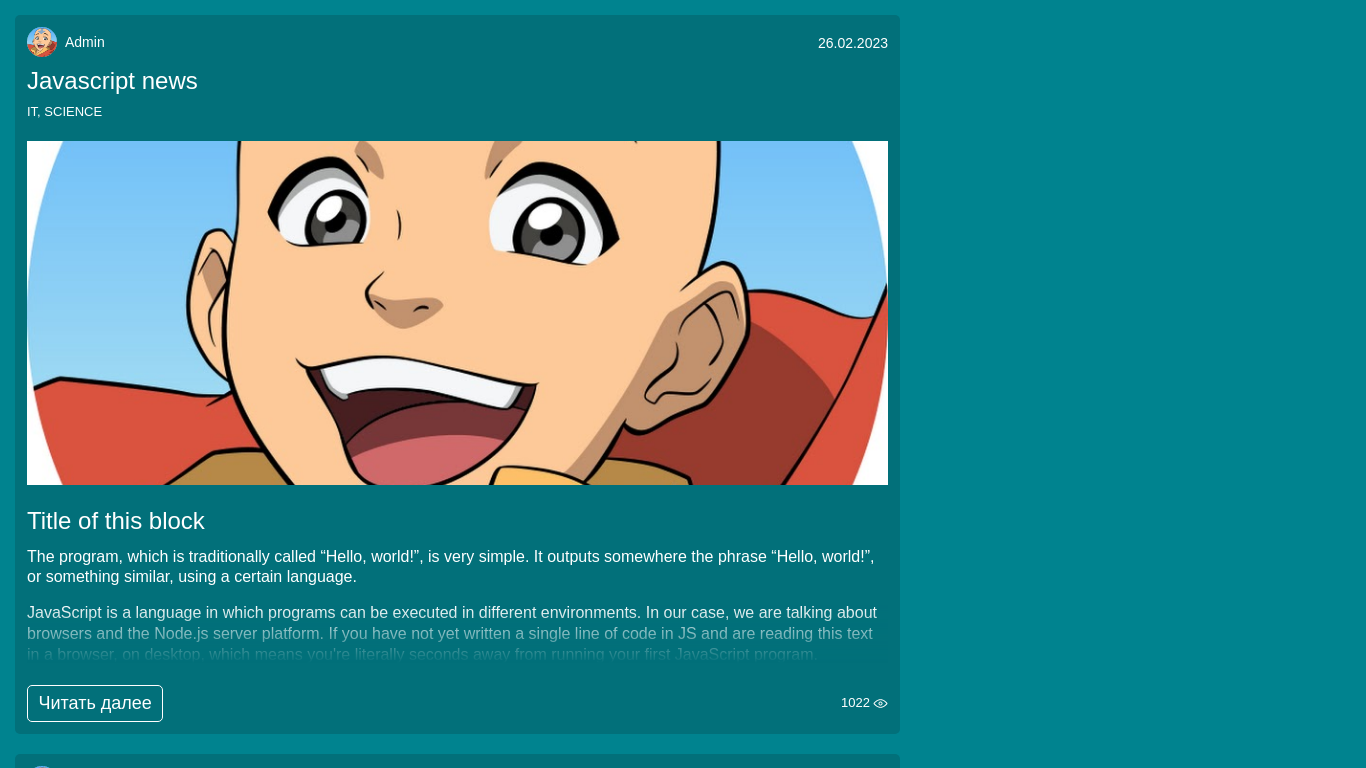 Admin
26.02.2023
Javascript news
IT, SCIENCE
Title of this block
The program, which is traditionally called “Hello, world!”, is very simple. It outputs somewhere the phrase “Hello, world!”,
or something similar, using a certain language.
JavaScript is a language in which programs can be executed in different environments. In our case, we are talking about
browsers and the Node.js server platform. If you have not yet written a single line of code in JS and are reading this text
in a browser, on desktop, which means you're literally seconds away from running your first JavaScript program.
Читать далее
1022